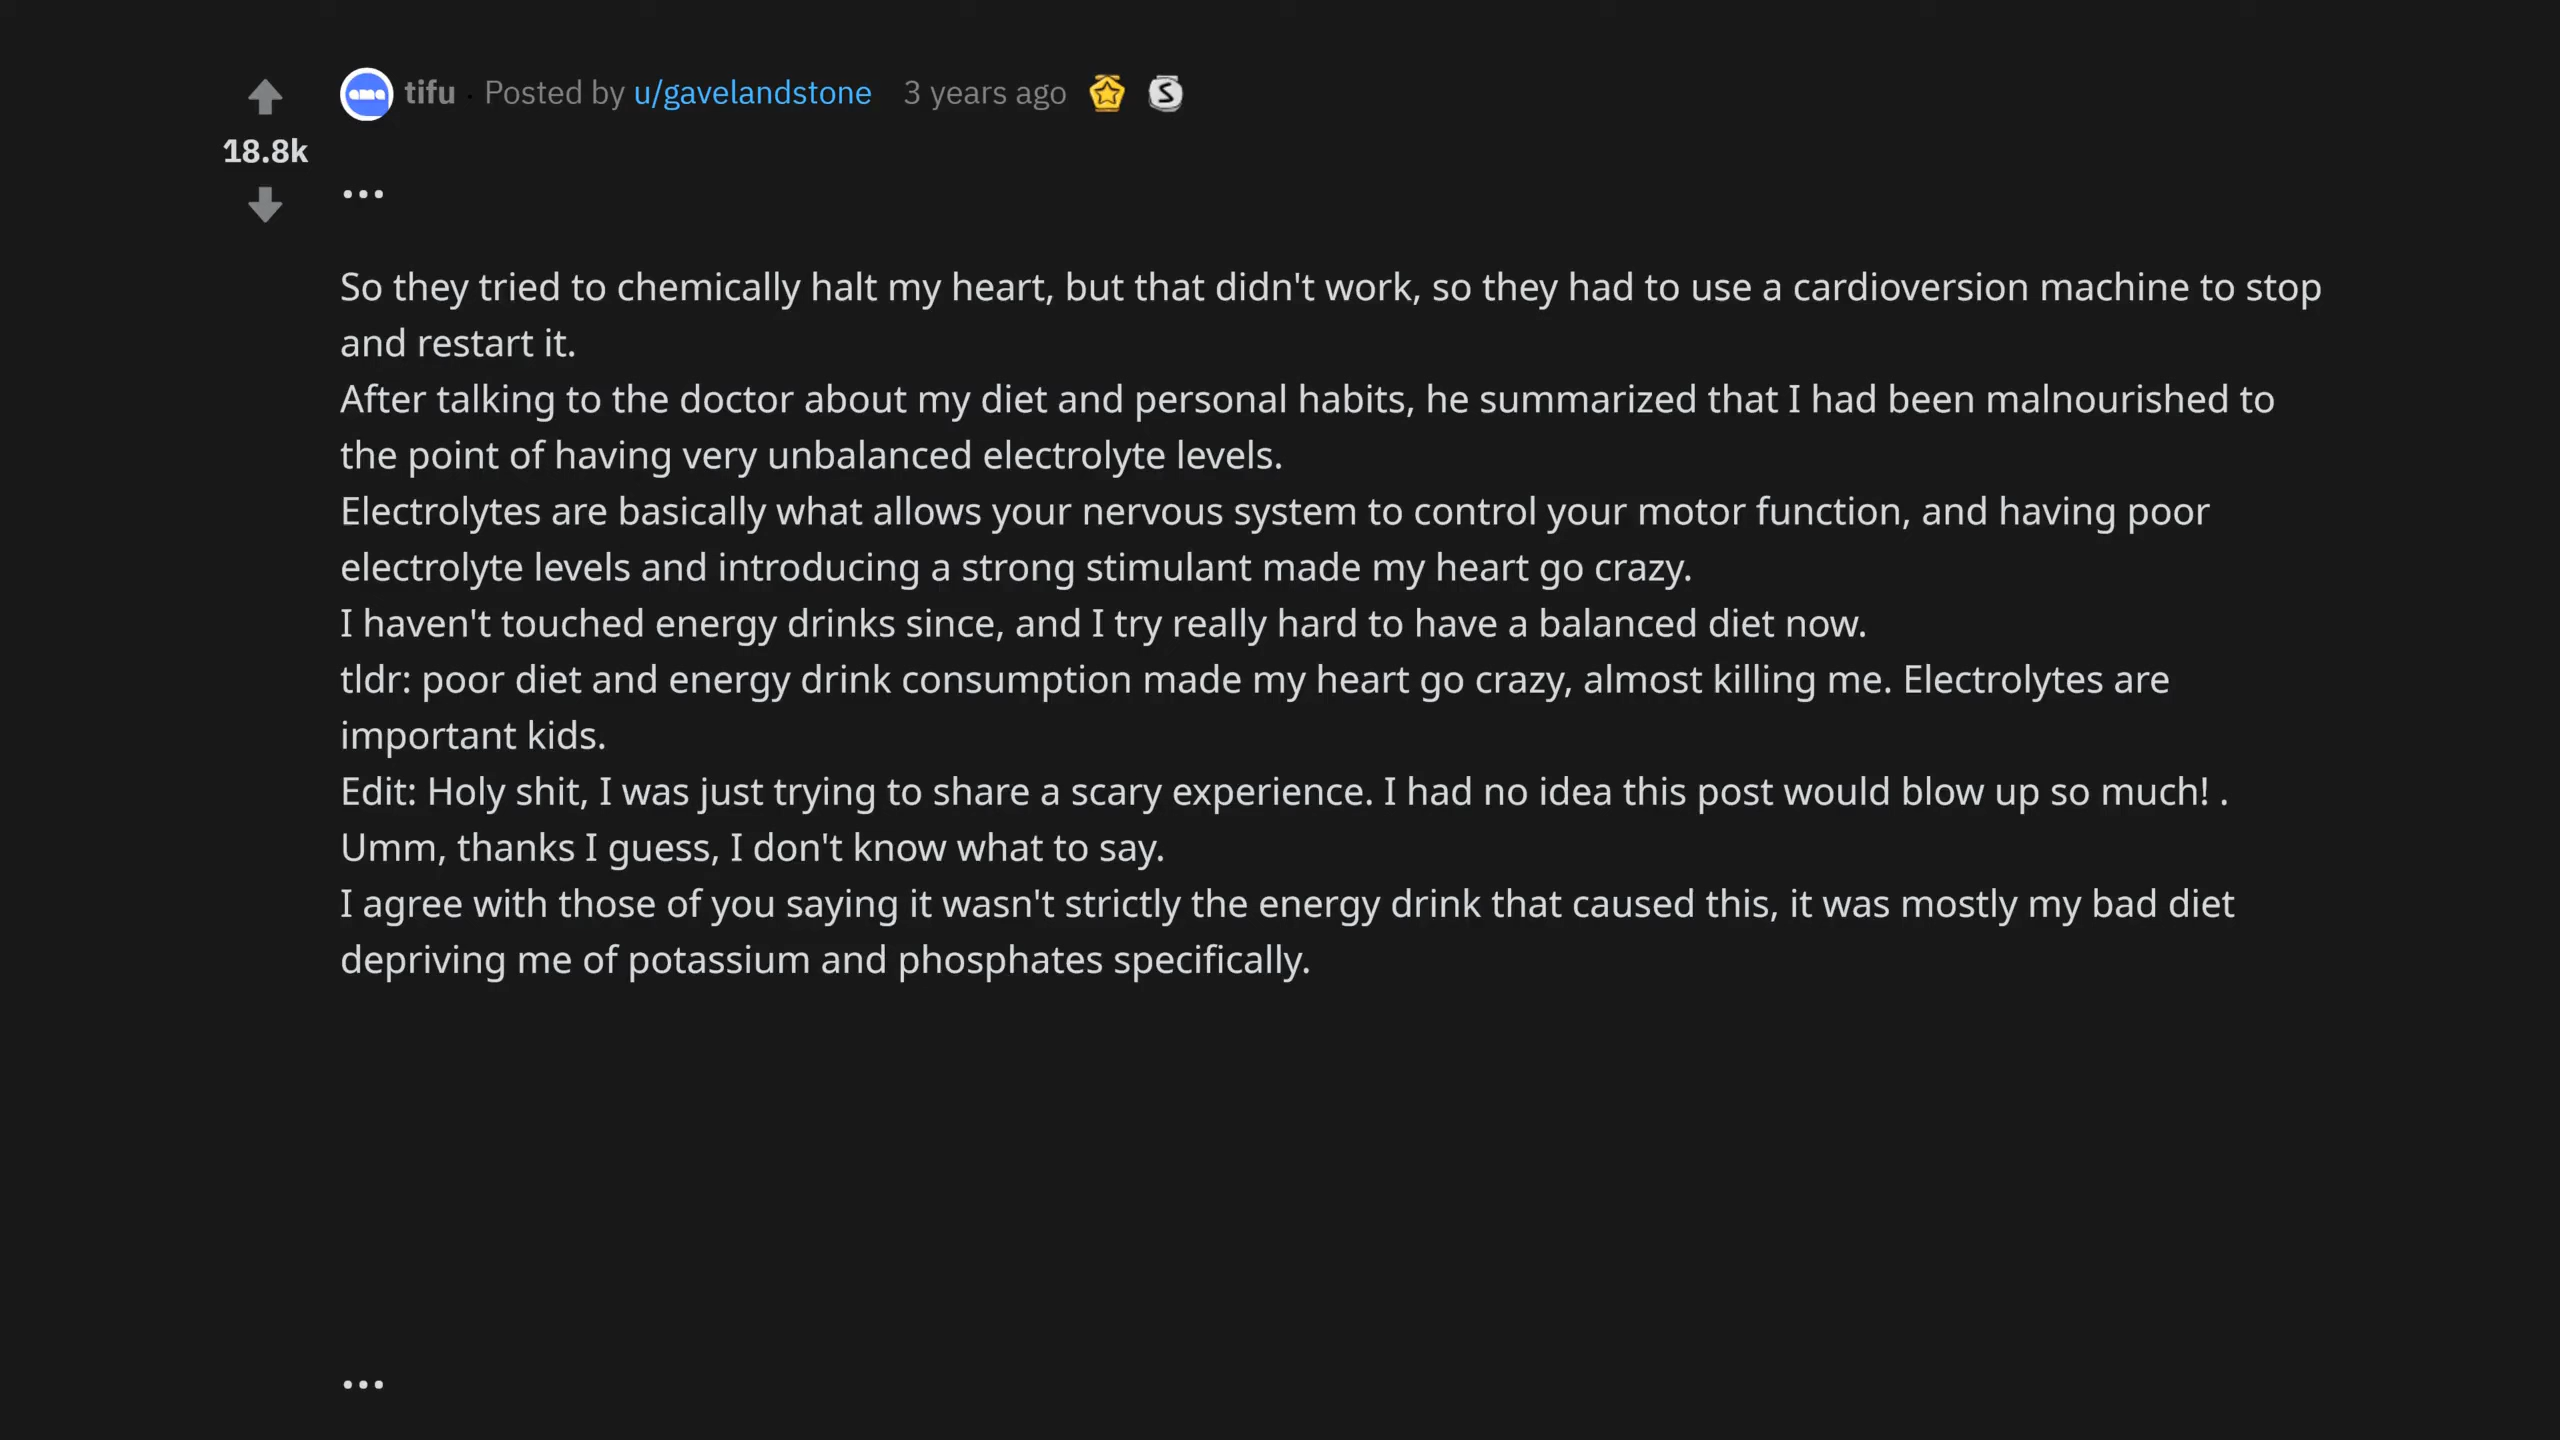 ama tifu · Posted by u/gavelandstone 3 years ago S
18.8k
...
So they tried to chemically halt my heart, but that didn't work, so they had to use a cardioversion machine to stop
and restart it.
After talking to the doctor about my diet and personal habits, he summarized that I had been malnourished to
the point of having very unbalanced electrolyte levels.
Electrolytes are basically what allows your nervous system to control your motor function, and having poor
electrolyte levels and introducing a strong stimulant made my heart go crazy.
I haven't touched energy drinks since, and I try really hard to have a balanced diet now.
tldr: poor diet and energy drink consumption made my heart go crazy, almost killing me. Electrolytes are
important kids.
Edit: Holy shit, I was just trying to share a scary experience. I had no idea this post would blow up so much! .
Umm, thanks I guess, I don't know what to say.
I agree with those of you saying it wasn't strictly the energy drink that caused this, it was mostly my bad diet
depriving me of potassium and phosphates specifically.
...